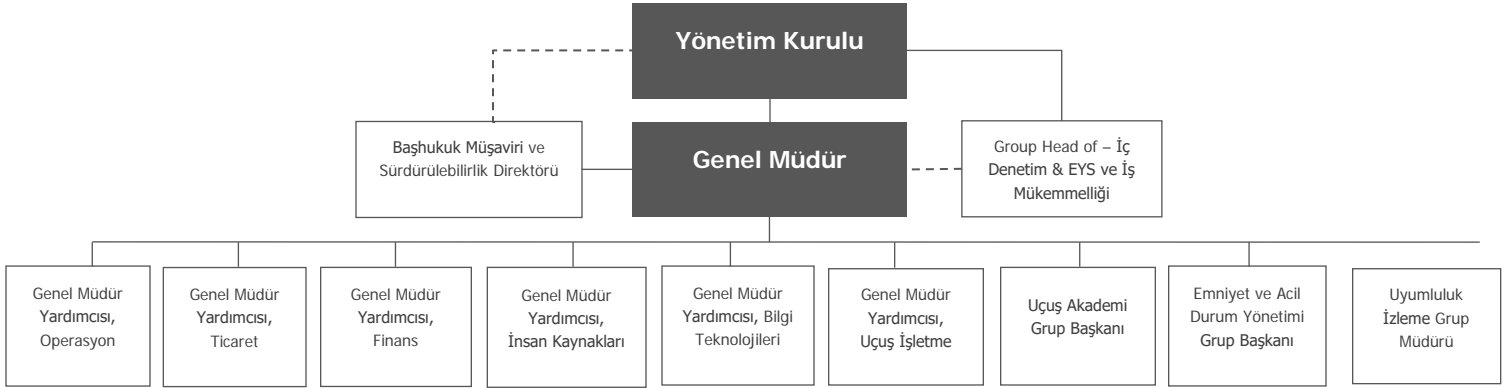 Yönetim Kurulu
Başhukuk Müşaviri ve
Sürdürülebilirlik Direktörü
Genel Müdür
Group Head of – İç
Denetim & EYS ve İş
Mükemmelliği
Genel Müdür
Yardımcısı,
Operasyon
Genel Müdür
Yardımcısı,
Ticaret
Genel Müdür
Yardımcısı,
Finans
Genel Müdür
Yardımcısı,
İnsan Kaynakları
Genel Müdür
Yardımcısı, Bilgi
Teknolojileri
Genel Müdür
Yardımcısı,
Uçuş İşletme
Uçuş Akademi
Grup Başkanı
Emniyet ve Acil
Durum Yönetimi
Grup Başkanı
Uyumluluk
İzleme Grup
Müdürü